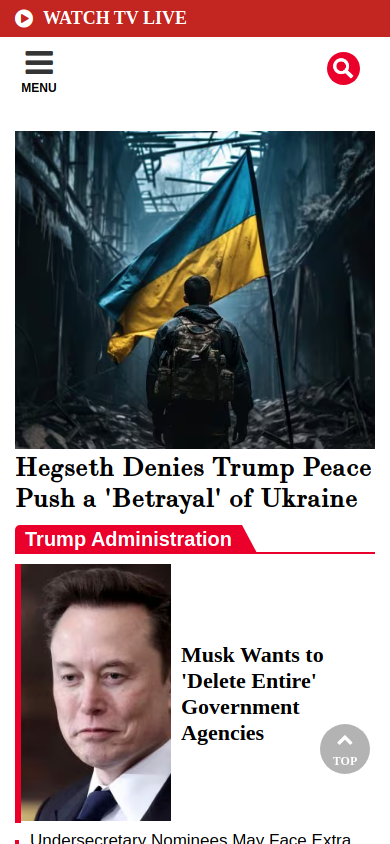 WATCH TV LIVE
MENU
Hegseth Denies Trump Peace
Push a 'Betrayal' of Ukraine
Trump Administration
Musk Wants to
'Delete Entire'
Government
Agencies
TOP
Undersecretary Nominees May Face Extra